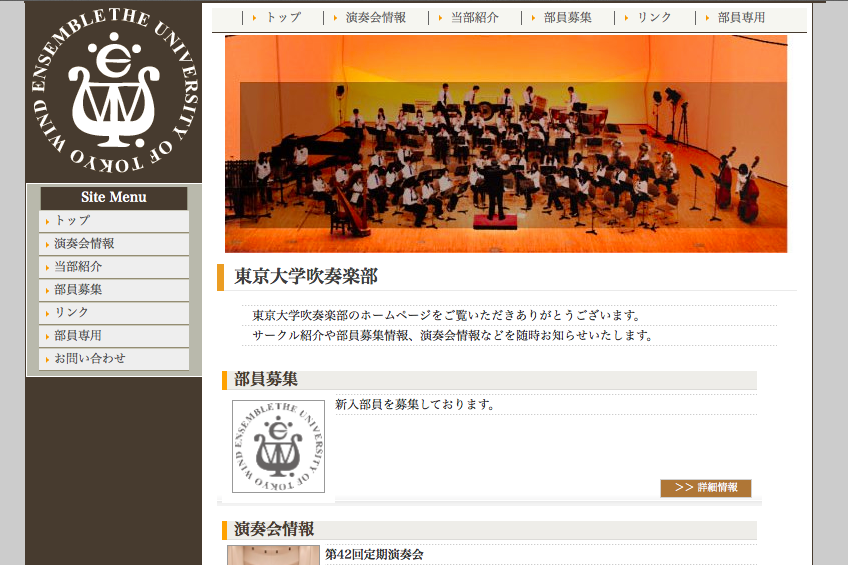 WIND ENSEMBLE THE UNIVERSITY OF TOKYO
トップ
演奏会情報
当部紹介
部員募集
リンク
部員専用
Site Menu
トップ
演奏会情報
当部紹介
部員募集
リンク
部員専用
お問い合わせ
東京大学吹奏楽部
東京大学吹奏楽部のホームページをご覧いただきありがとうございます。
サークル紹介や部員募集情報、演奏会情報などを随時お知らせいたします。
部員募集
WIND ENSEMBLE THE UNIVERSITY OF TOKYO
新入部員を募集しております。
>> 詳細情報
演奏会情報
第42回定期演奏会